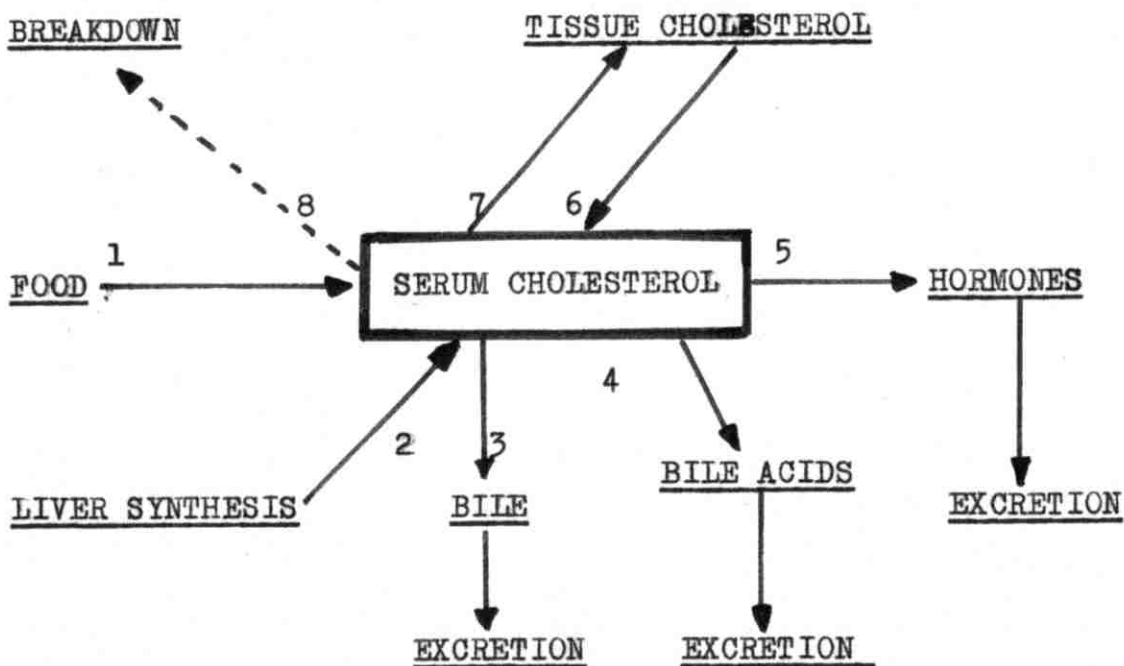 BREAKDOWN
TISSUE CHOLESTEROL
8
7
6
1
5
FOOD
SERUM CHOLESTEROL
HORMONES
4
2
3
LIVER SYNTHESIS
BILE
BILE ACIDS
EXCRETION
EXCRETION
EXCRETION